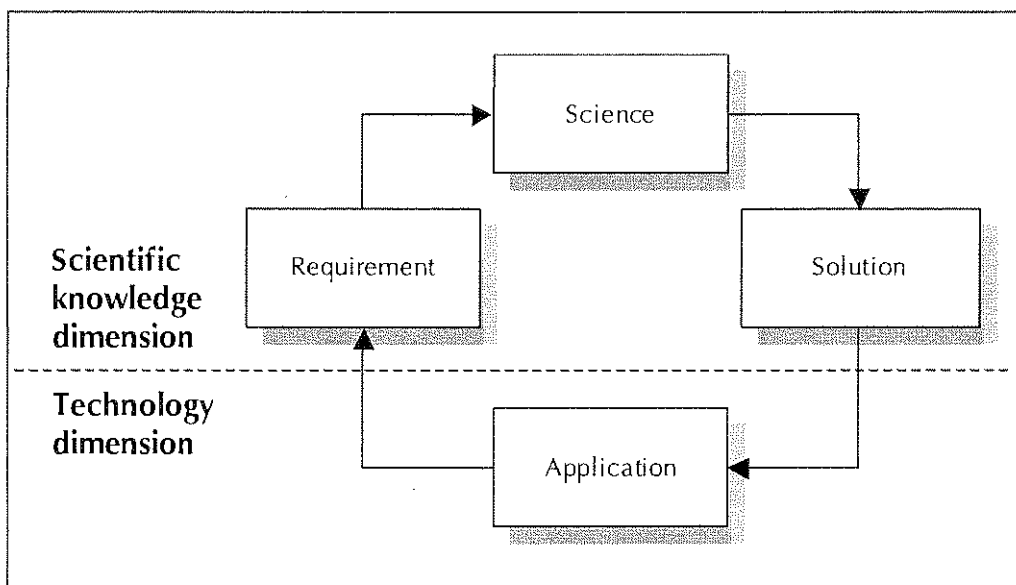 Science
Requirement
Solution
Scientific
knowledge
dimension
Technology
dimension
Application